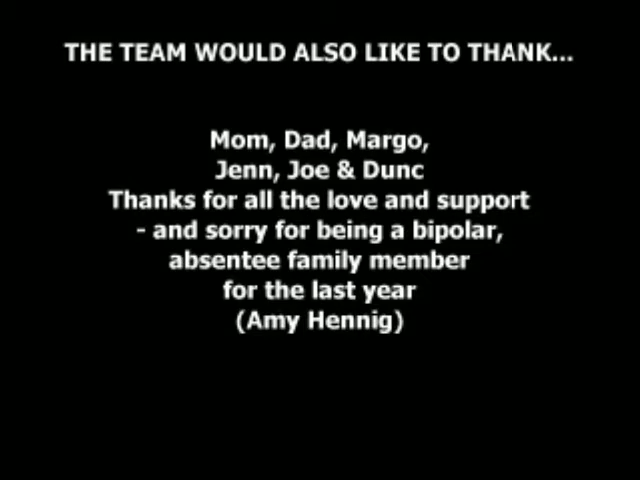 THE TEAM WOULD ALSO LIKE TO THANK...
Mom, Dad, Margo,
Jenn, Joe & Dunc
Thanks for all the love and support
- and sorry for being a bipolar,
absentee family member
for the last year
(Amy Hennig)